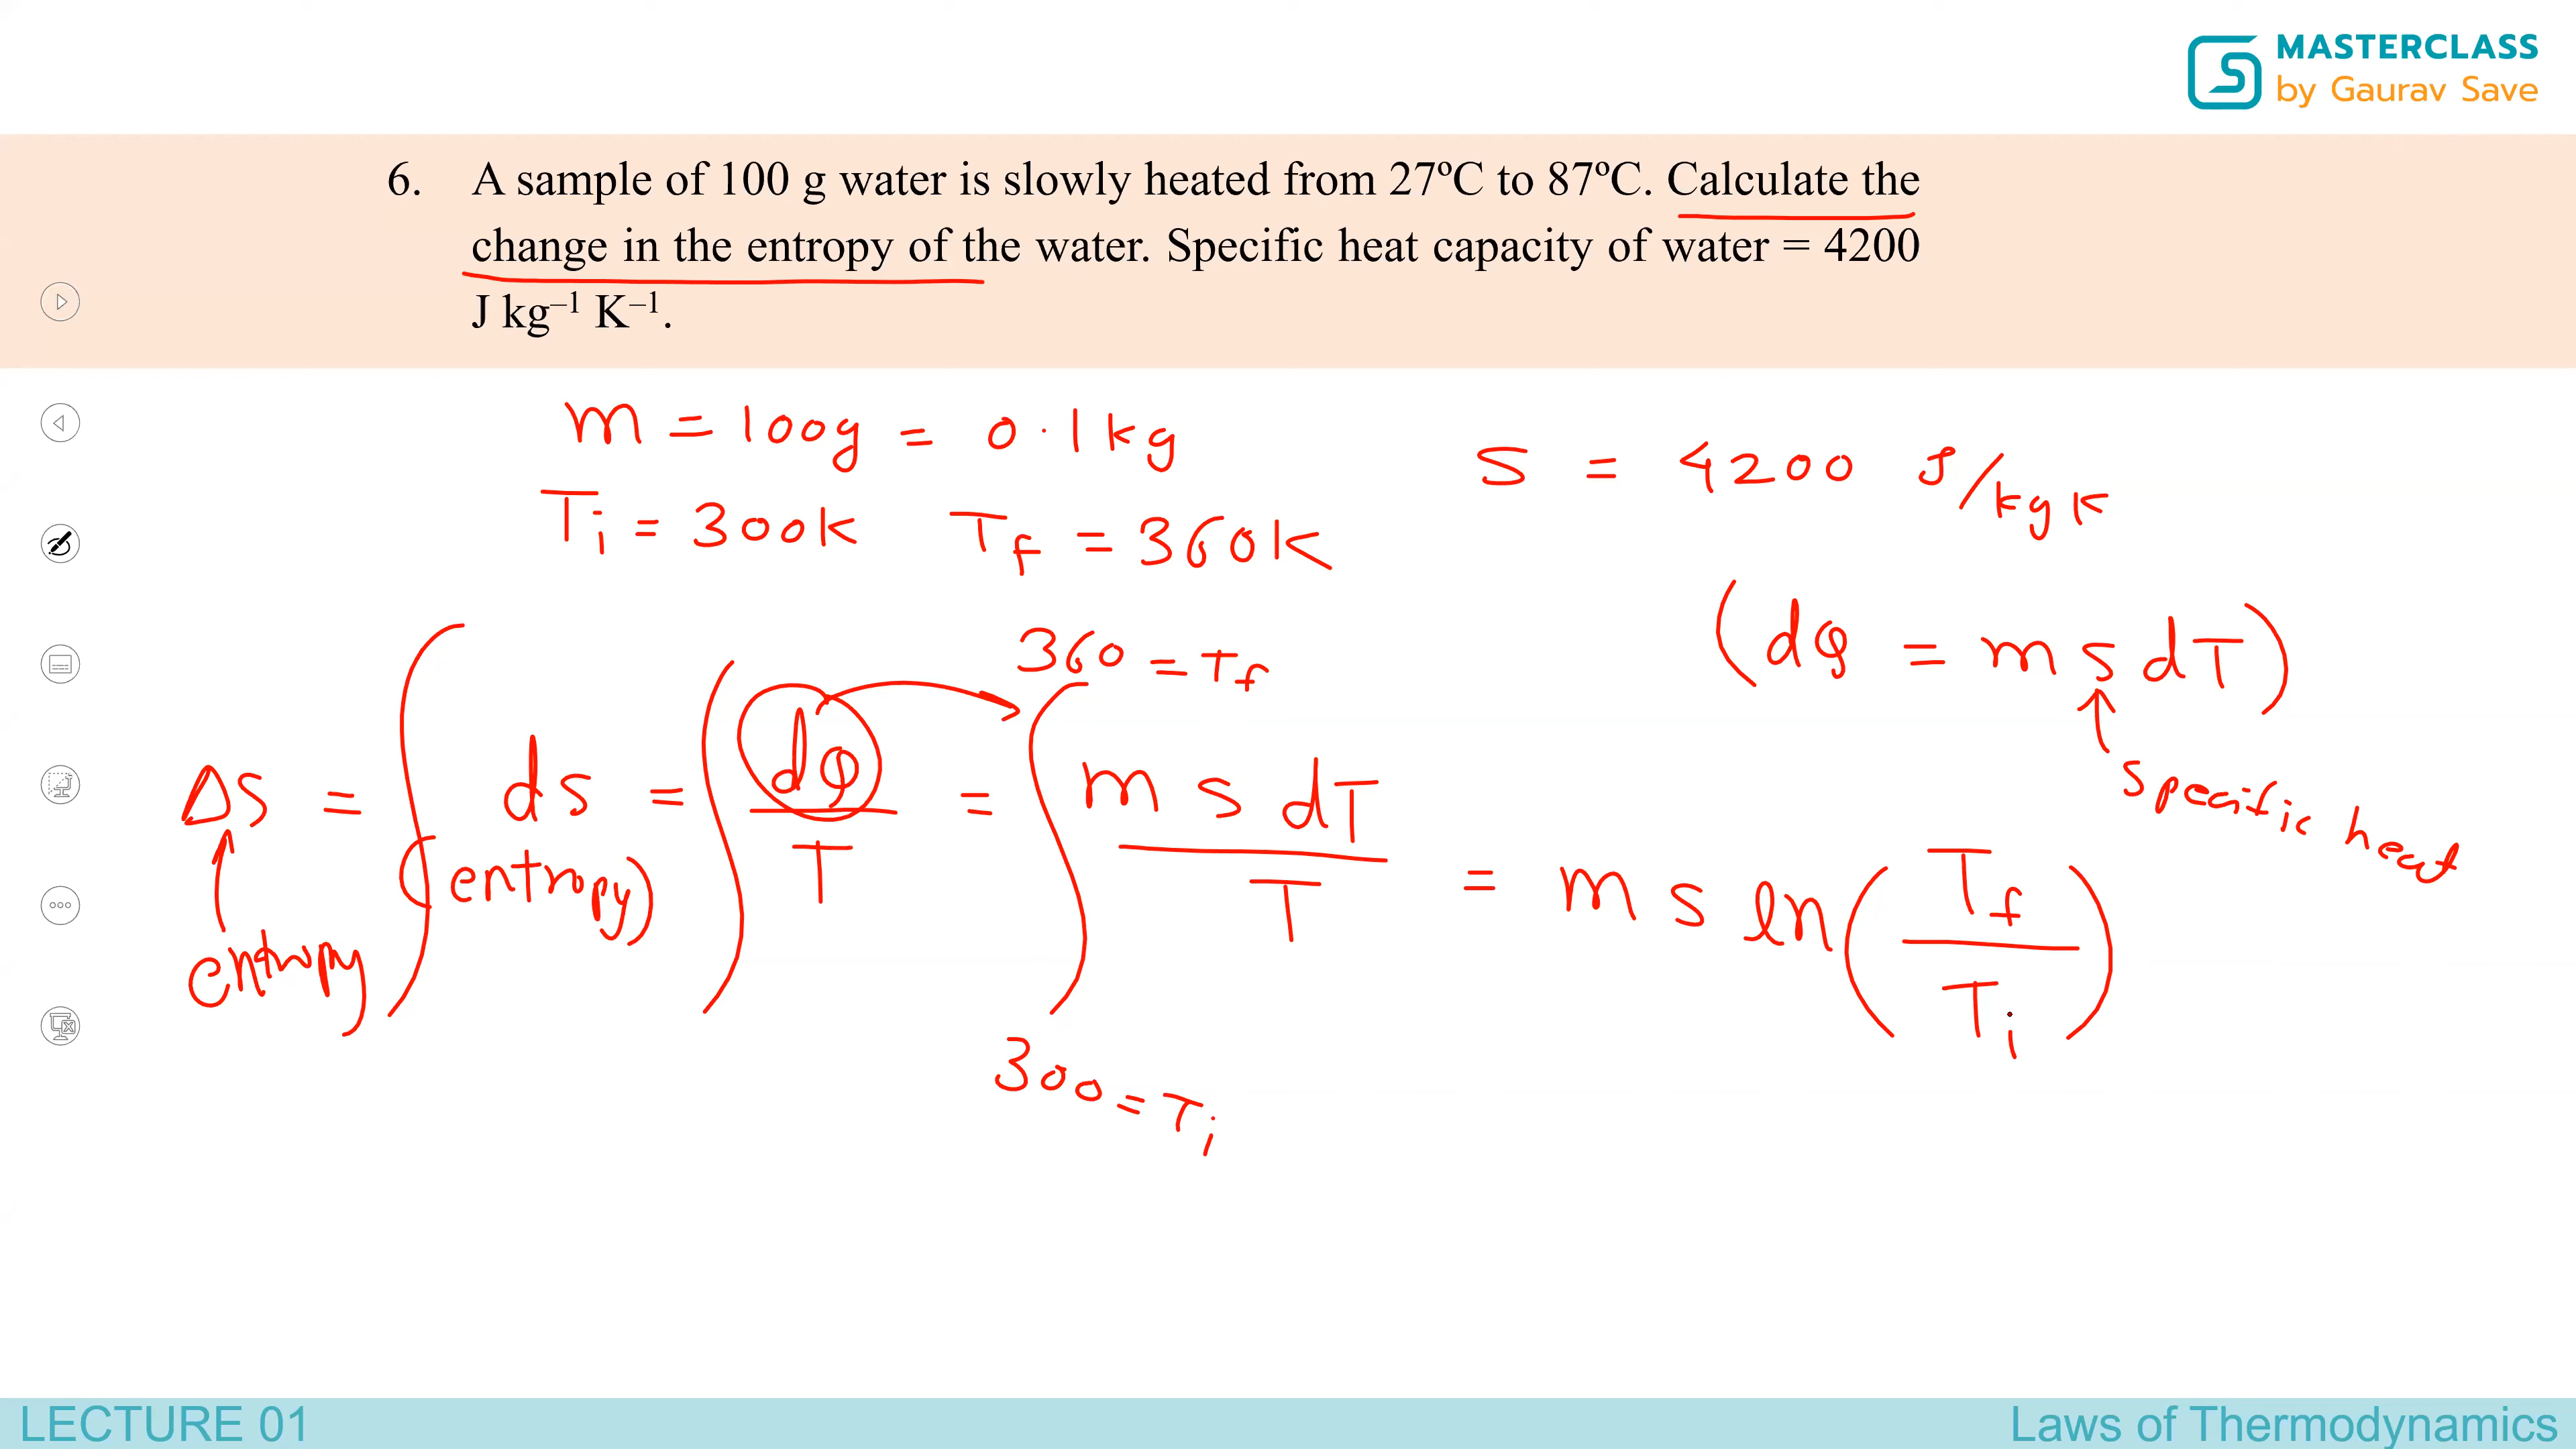 MASTERCLASS
by Gaurav Save
6. A sample of 100 g water is slowly heated from 27ºC to 87ºC. Calculate the
change in the entropy of the water. Specific heat capacity of water = 4200
J kg⁻¹ K⁻¹.
m = 100g = 0.1kg
S = 4200 J/kg K
Ti = 300K Tf = 360K
(dQ = m s dT)
specific heat
360 = Tf
ΔS = ∫ ds = ∫ dQ/T = ∫ m s dT/T = m s ln(Tf/Ti)
(entropy)
entropy
300 = Ti
LECTURE 01
Laws of Thermodynamics